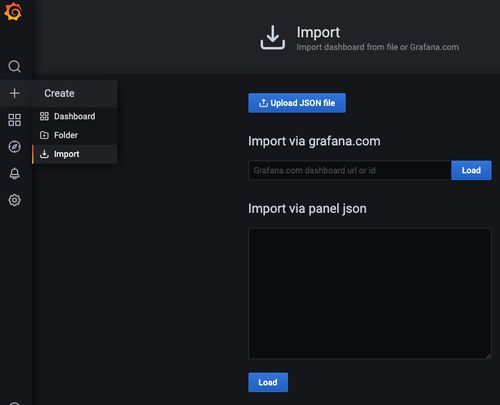 Import
Import dashboard from file or Grafana.com
Create
Dashboard
Folder
Import
Upload JSON file
Import via grafana.com
Grafana.com dashboard url or id
Load
Import via panel json
Load